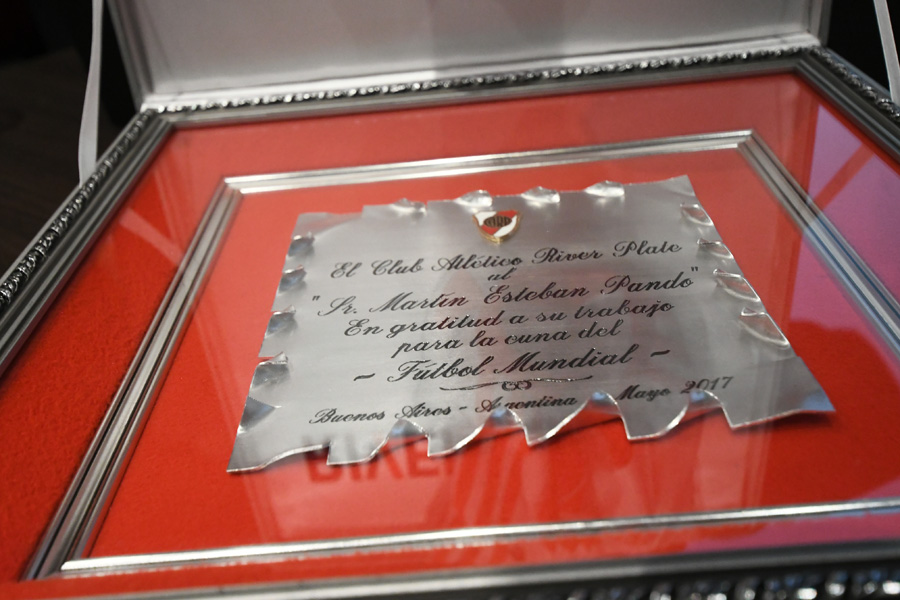 CARP
El Club Atlético River Plate
al
"Sr. Martín Esteban Pando"
En gratitud a su trabajo
para la cuna del
~ Fútbol Mundial ~
Buenos Aires - Argentina Mayo 2017